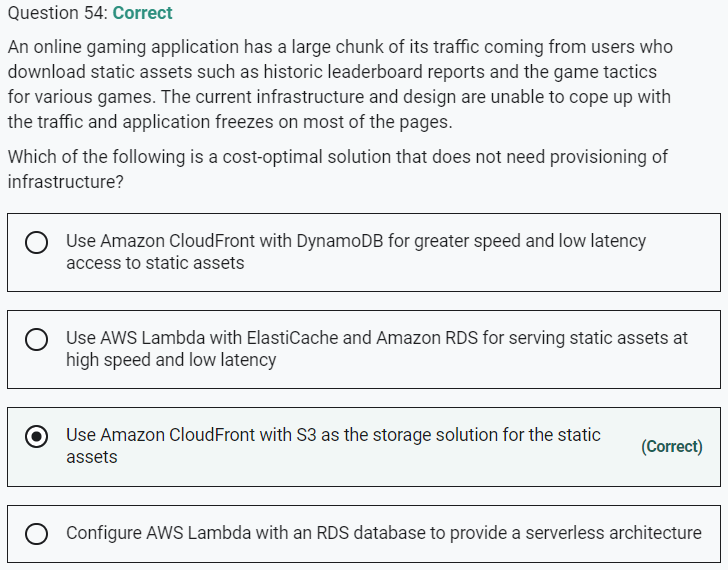 Question 54: Correct
An online gaming application has a large chunk of its traffic coming from users who
download static assets such as historic leaderboard reports and the game tactics
for various games. The current infrastructure and design are unable to cope up with
the traffic and application freezes on most of the pages.
Which of the following is a cost-optimal solution that does not need provisioning of
infrastructure?
Use Amazon CloudFront with DynamoDB for greater speed and low latency
access to static assets
Use AWS Lambda with ElastiCache and Amazon RDS for serving static assets at
high speed and low latency
Use Amazon CloudFront with S3 as the storage solution for the static
assets
(Correct)
Configure AWS Lambda with an RDS database to provide a serverless architecture